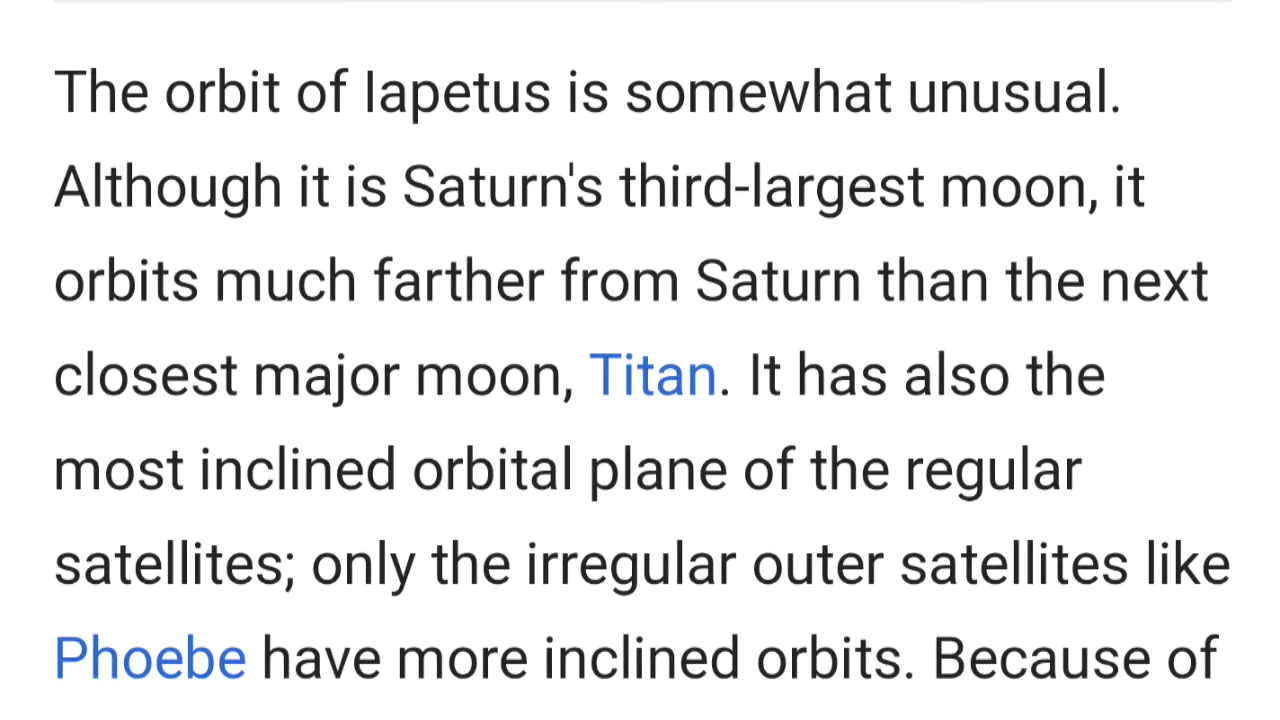 The orbit of Iapetus is somewhat unusual.
Although it is Saturn's third-largest moon, it
orbits much farther from Saturn than the next
closest major moon, Titan. It has also the
most inclined orbital plane of the regular
satellites; only the irregular outer satellites like
Phoebe have more inclined orbits. Because of